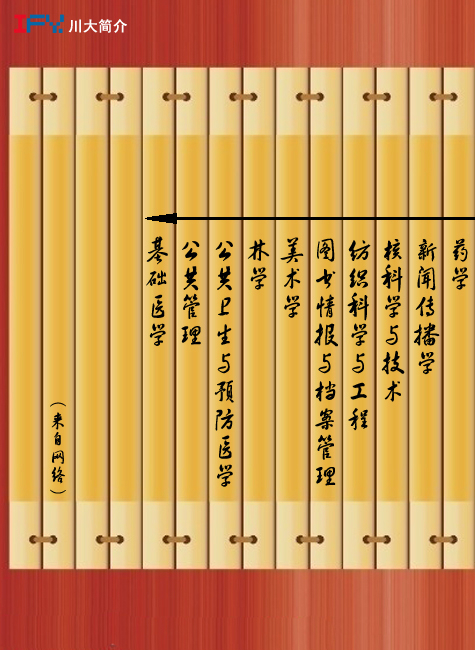 IFY 川大简介
药学
新闻传播学
核科学与技术
纺织科学与工程
图书情报与档案管理
美术学
林学
公共卫生与预防医学
公共管理
基础医学
（来自网络）